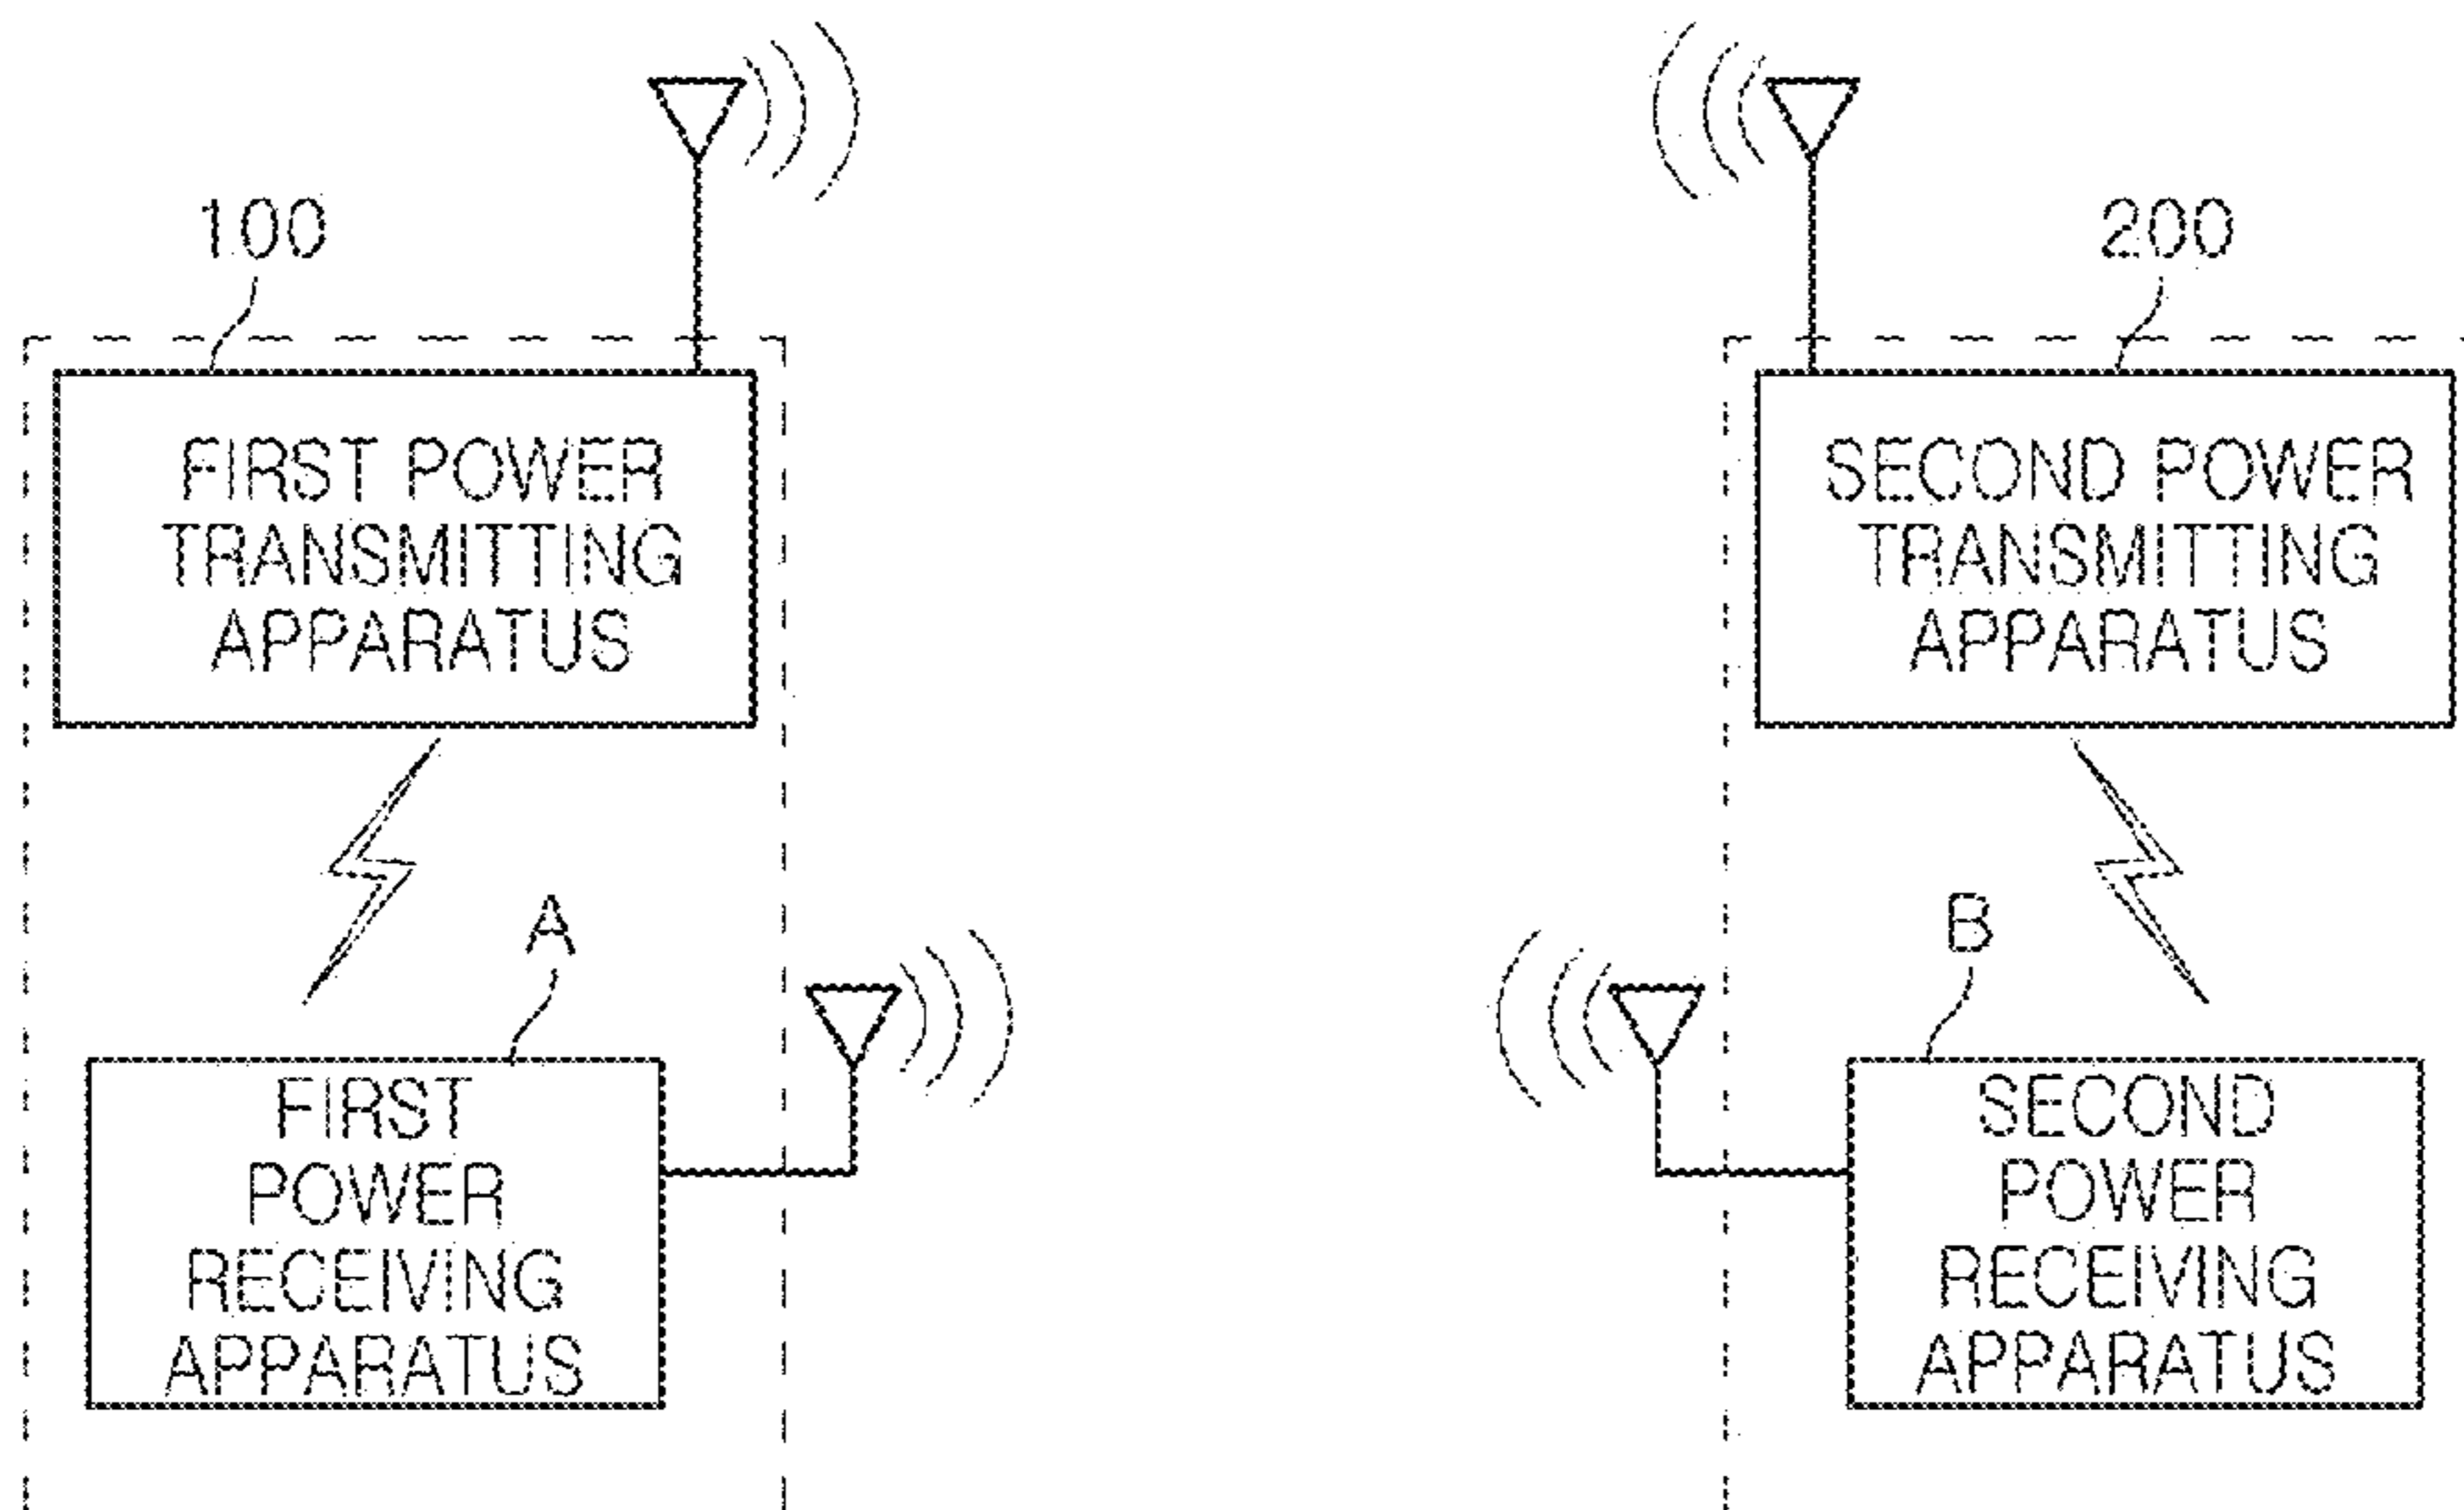 100
200
FIRST POWER
TRANSMITTING
APPARATUS
SECOND POWER
TRANSMITTING
APPARATUS
A
B
FIRST
POWER
RECEIVING
APPARATUS
SECOND
POWER
RECEIVING
APPARATUS